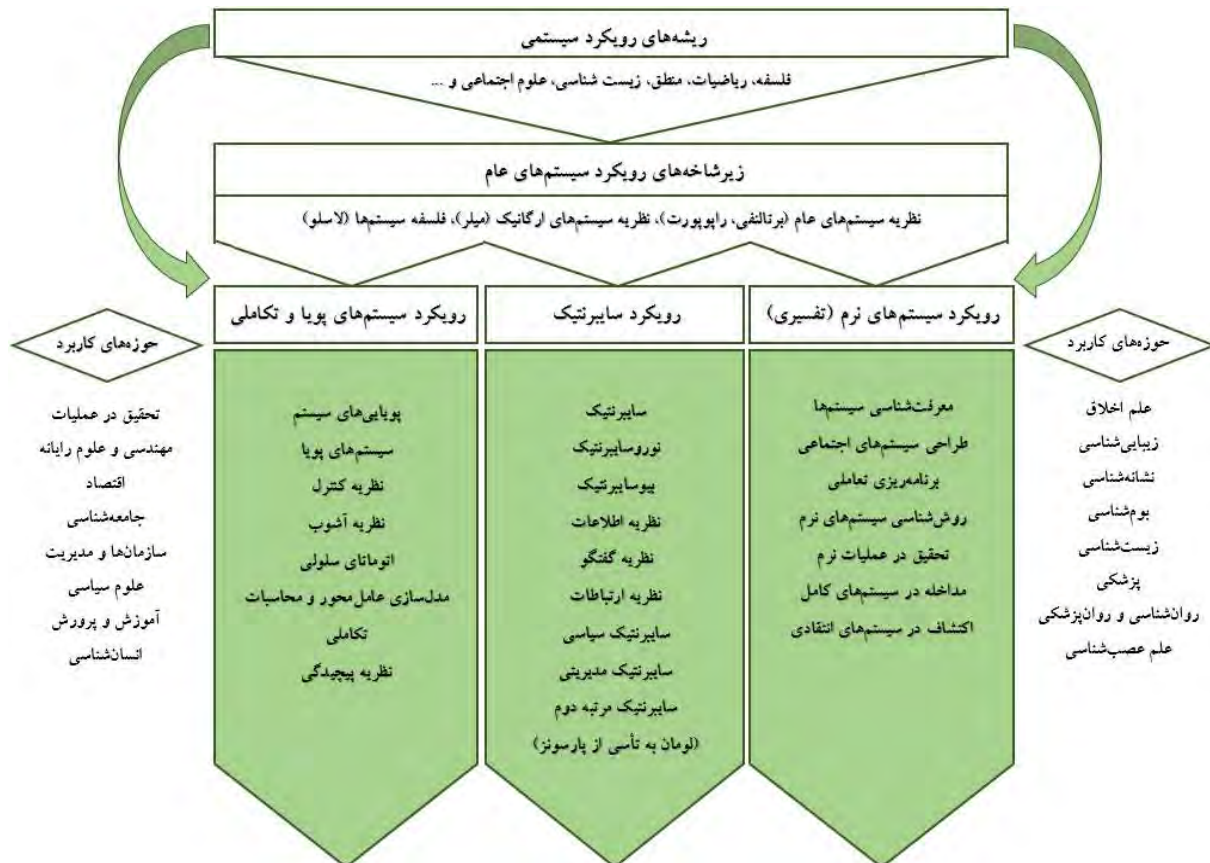 ریشه‌های رویکرد سیستمی
فلسفه، ریاضیات، منطق، زیست شناسی، علوم اجتماعی و ...
زیرشاخه‌های رویکرد سیستم‌های عام
نظریه سیستم‌های عام (برتالنفی، راپوپورت)، نظریه سیستم‌های ارگانیک (میلر)، فلسفه سیستم‌ها (لاسلو)
حوزه‌های کاربرد
علم اخلاق
زیبایی‌شناسی
نشانه‌شناسی
بوم‌شناسی
زیست‌شناسی
پزشکی
روان‌شناسی و روان‌پزشکی
علم عصب‌شناسی
رویکرد سیستم‌های نرم (تفسیری)
معرفت‌شناسی سیستم‌ها
طراحی سیستم‌های اجتماعی
برنامه‌ریزی تعاملی
روش‌شناسی سیستم‌های نرم
تحقیق در عملیات نرم
مداخله در سیستم‌های کامل
اکتشاف در سیستم‌های انتقادی
رویکرد سایبرنتیک
سایبرنتیک
نوروسایبرنتیک
بیوسایبرنتیک
نظریه اطلاعات
نظریه گفتگو
نظریه ارتباطات
سایبرنتیک سیاسی
سایبرنتیک مدیریتی
سایبرنتیک مرتبه دوم
(لومان به تأسی از پارسونز)
رویکرد سیستم‌های پویا و تکاملی
پویایی‌های سیستم
سیستم‌های پویا
نظریه کنترل
نظریه آشوب
اتوماتای سلولی
مدل‌سازی عامل‌محور و محاسبات
تکاملی
نظریه پیچیدگی
حوزه‌های کاربرد
تحقیق در عملیات
مهندسی و علوم رایانه
اقتصاد
جامعه‌شناسی
سازمان‌ها و مدیریت
علوم سیاسی
آموزش و پرورش
انسان‌شناسی